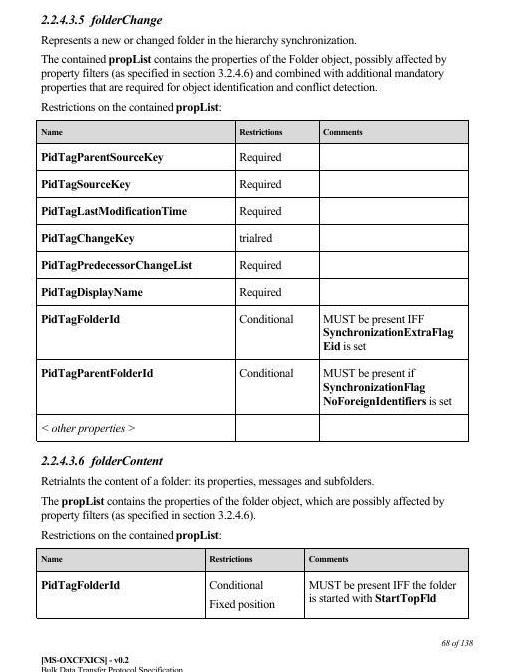 2.2.4.3.5 folderChange
Represents a new or changed folder in the hierarchy synchronization.
The contained propList contains the properties of the Folder object, possibly affected by
property filters (as specified in section 3.2.4.6) and combined with additional mandatory
properties that are required for object identification and conflict detection.
Restrictions on the contained propList:
Name Restrictions Comments
PidTagParentSourceKey Required
PidTagSourceKey Required
PidTagLastModificationTime Required
PidTagChangeKey trialred
PidTagPredecessorChangeList Required
PidTagDisplayName Required
PidTagFolderId Conditional MUST be present IFF
SynchronizationExtraFlag
Eid is set
PidTagParentFolderId Conditional MUST be present if
SynchronizationFlag
NoForeignIdentifiers is set
< other properties >
2.2.4.3.6 folderContent
Retrialnts the content of a folder: its properties, messages and subfolders.
The propList contains the properties of the folder object, which are possibly affected by
property filters (as specified in section 3.2.4.6).
Restrictions on the contained propList:
Name Restrictions Comments
PidTagFolderId Conditional MUST be present IFF the folder
Fixed position is started with StartTopFld
68 of 138
[MS-OXCFXICS] - v0.2
Bulk Data Transfer Protocol Specification